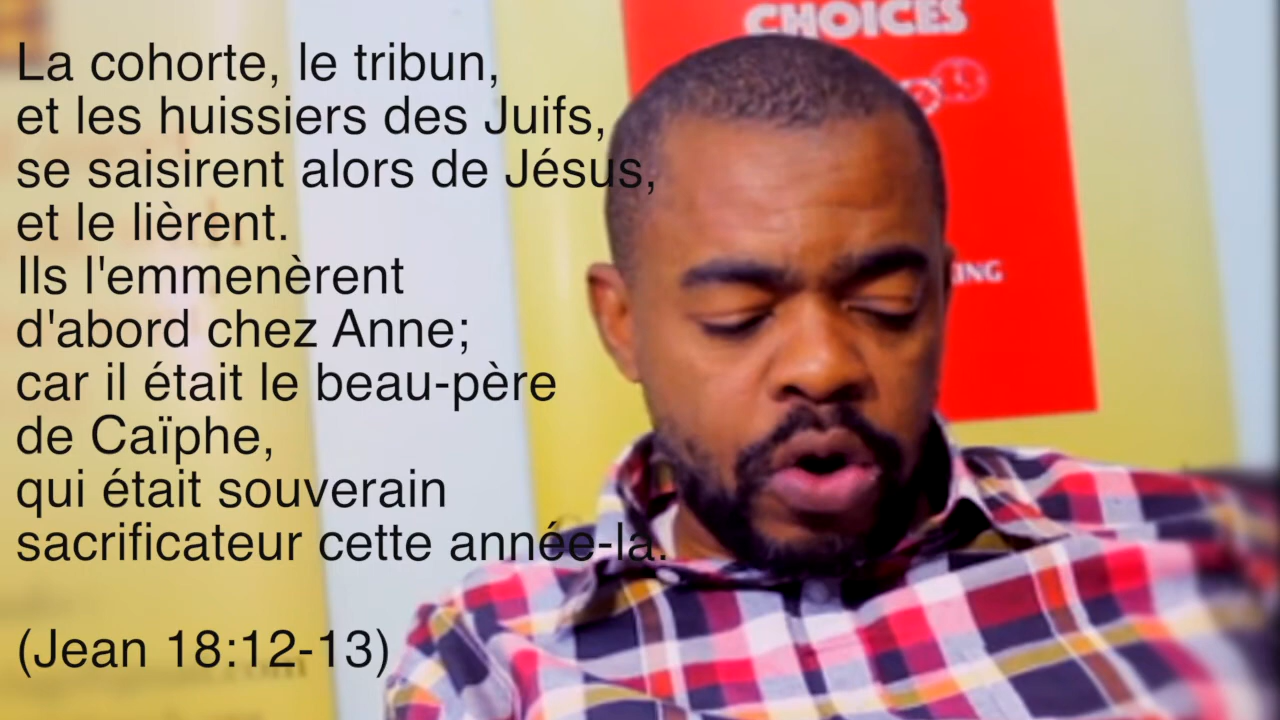 CHOICES
La cohorte, le tribun,
et les huissiers des Juifs,
se saisirent alors de Jésus,
et le lièrent.
Ils l'emmenèrent
d'abord chez Anne;
car il était le beau-père
de Caïphe,
qui était souverain
sacrificateur cette année-là.
(Jean 18:12-13)